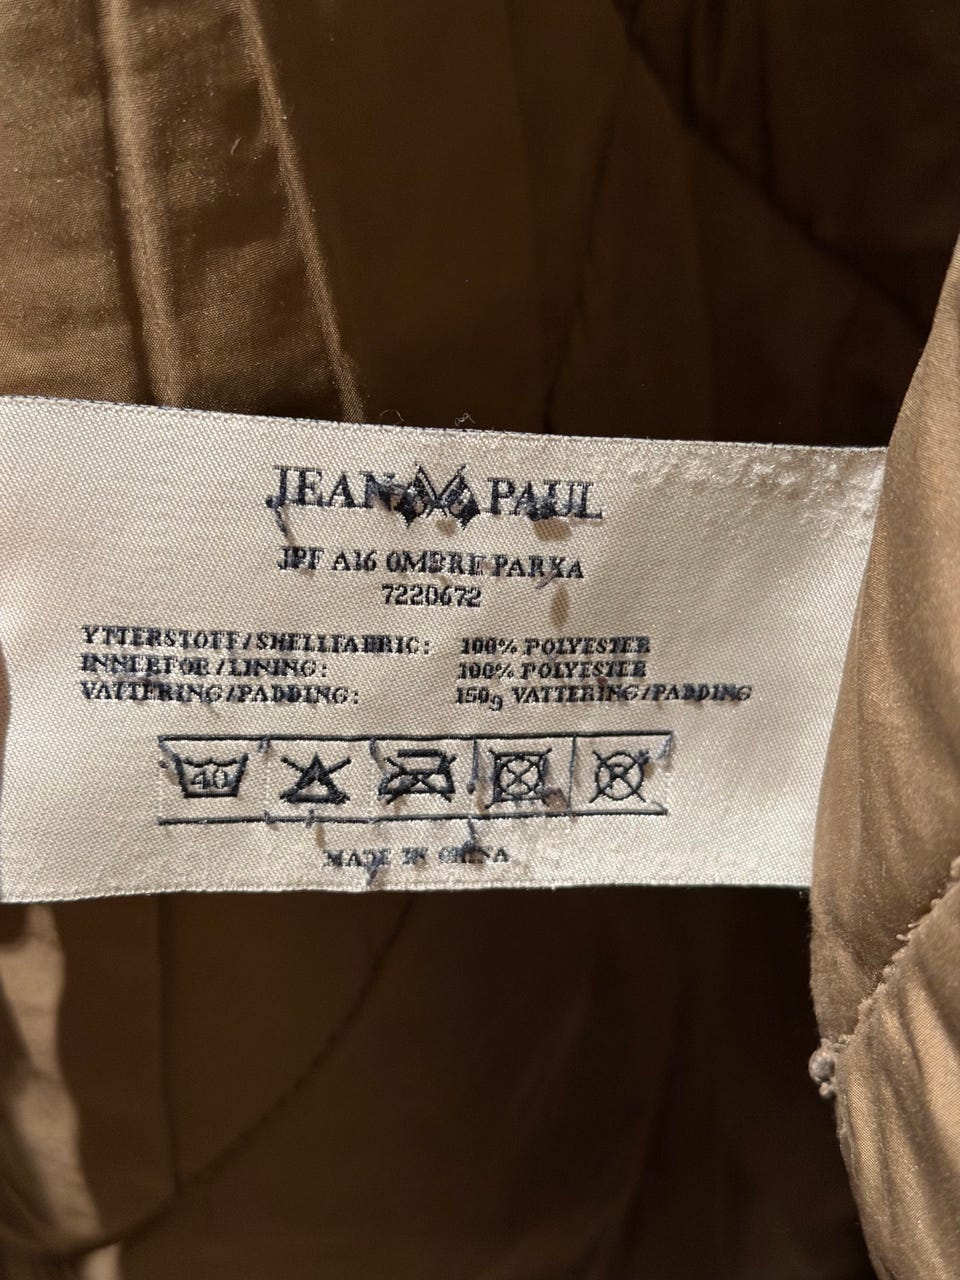 JEAN PAUL
JPF A16 OMBRE PARKA
7220672
YTTERSTOFF/SHELLFABRIC: 100% POLYESTER
INNERFOR/LINING: 100% POLYESTER
VATTERING/PADDING: 150g VATTERING/PADDING
40
MADE IN CHINA